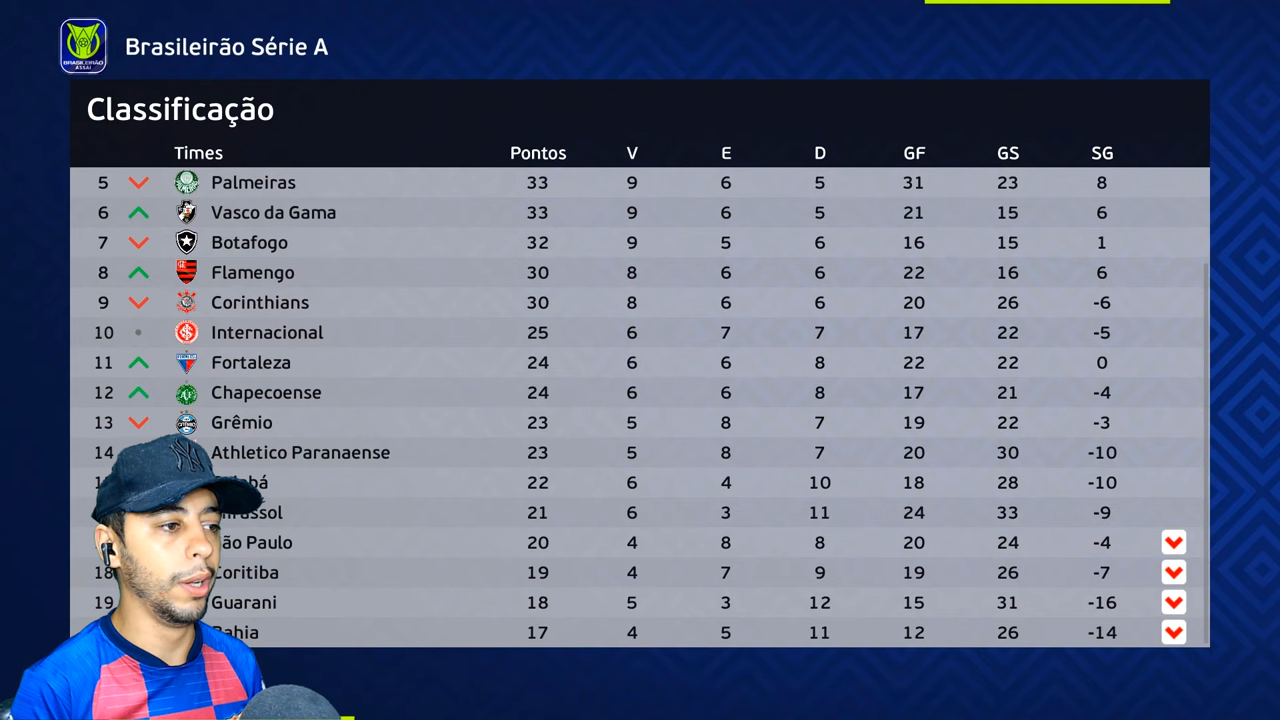 Brasileirão Série A
BRASILEIRÃO
ASSAÍ
Classificação
Times Pontos V E D GF GS SG
5 Palmeiras 33 9 6 5 31 23 8
6 Vasco da Gama 33 9 6 5 21 15 6
7 Botafogo 32 9 5 6 16 15 1
8 Flamengo 30 8 6 6 22 16 6
9 Corinthians 30 8 6 6 20 26 -6
10 Internacional 25 6 7 7 17 22 -5
11 Fortaleza 24 6 6 8 22 22 0
12 Chapecoense 24 6 6 8 17 21 -4
13 Grêmio 23 5 8 7 19 22 -3
14 Athletico Paranaense 23 5 8 7 20 30 -10
22 6 4 10 18 28 -10
21 6 3 11 24 33 -9
São Paulo 20 4 8 8 20 24 -4
18 Coritiba 19 4 7 9 19 26 -7
19 Guarani 18 5 3 12 15 31 -16
Bahia 17 4 5 11 12 26 -14